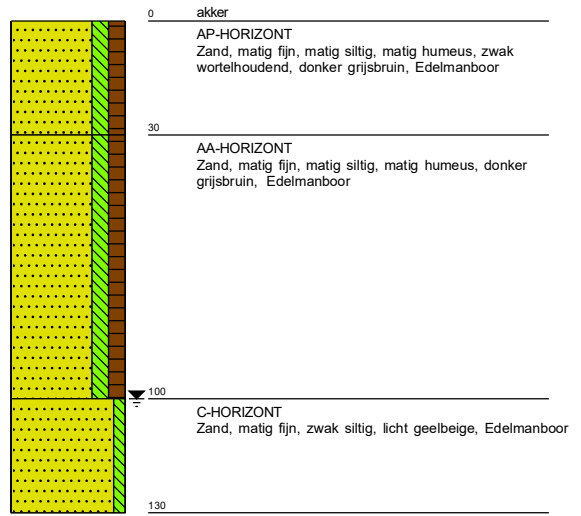 0 akker
AP-HORIZONT
Zand, matig fijn, matig siltig, matig humeus, zwak
wortelhoudend, donker grijsbruin, Edelmanboor
30
AA-HORIZONT
Zand, matig fijn, matig siltig, matig humeus, donker
grijsbruin, Edelmanboor
100
C-HORIZONT
Zand, matig fijn, zwak siltig, licht geelbeige, Edelmanboor
130